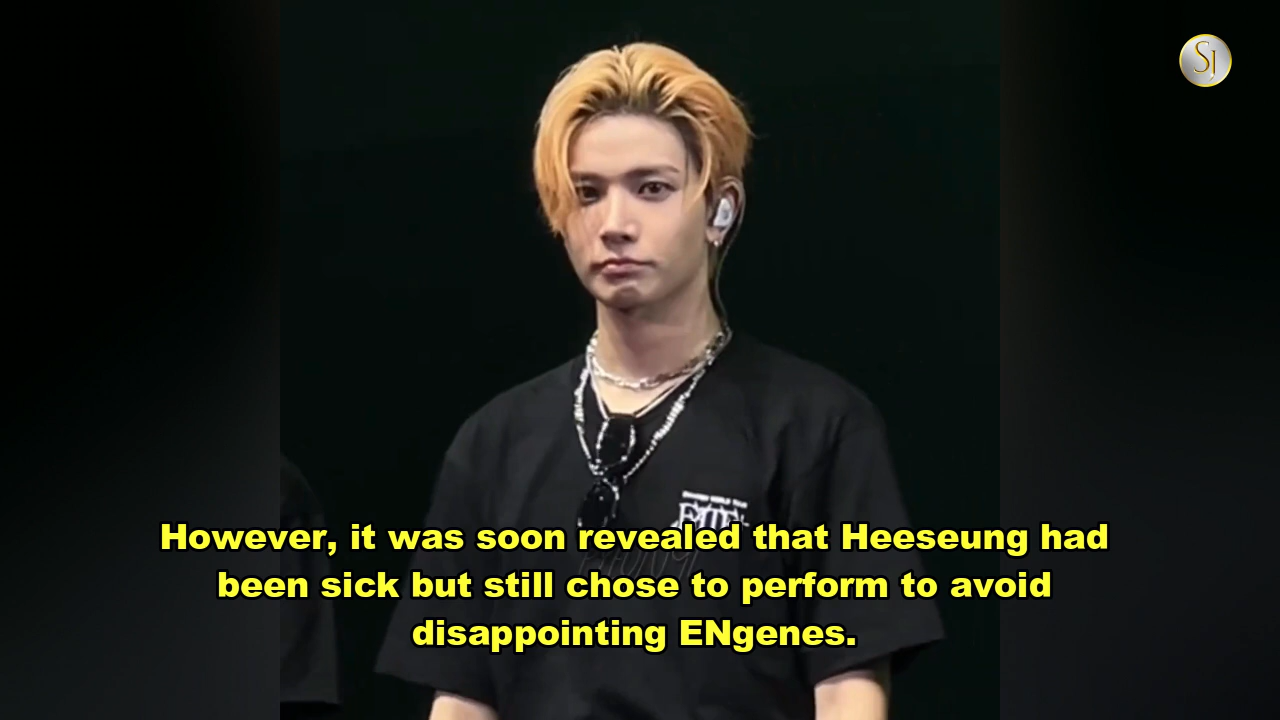 SJ
However, it was soon revealed that Heeseung had
been sick but still chose to perform to avoid
disappointing ENgenes.